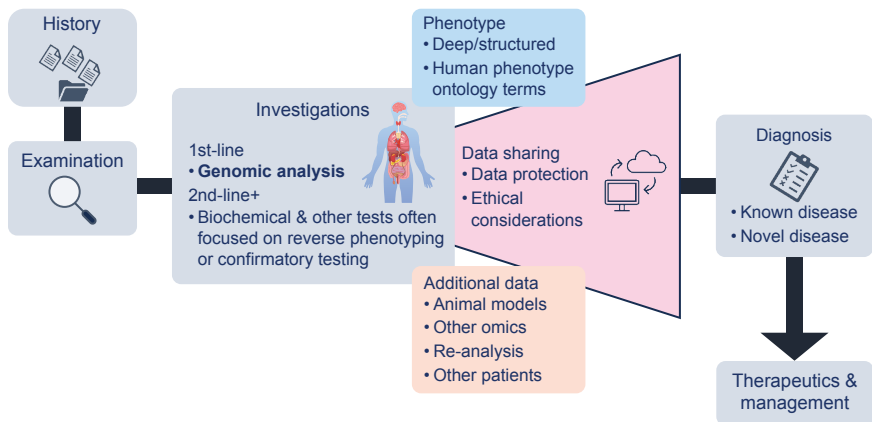 History
Examination
Investigations
1st-line
• Genomic analysis
2nd-line+
• Biochemical & other tests often
focused on reverse phenotyping
or confirmatory testing
Phenotype
• Deep/structured
• Human phenotype
ontology terms
Data sharing
• Data protection
• Ethical
considerations
Additional data
• Animal models
• Other omics
• Re-analysis
• Other patients
Diagnosis
• Known disease
• Novel disease
Therapeutics &
management